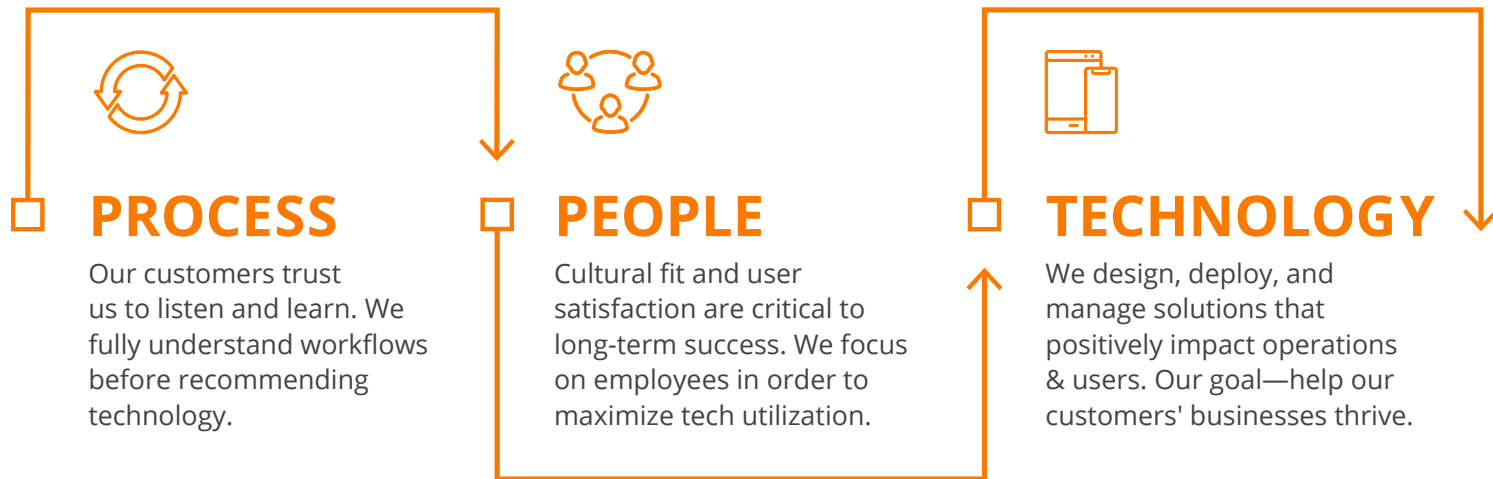 PROCESS
Our customers trust
us to listen and learn. We
fully understand workflows
before recommending
technology.
PEOPLE
Cultural fit and user
satisfaction are critical to
long-term success. We focus
on employees in order to
maximize tech utilization.
TECHNOLOGY
We design, deploy, and
manage solutions that
positively impact operations
& users. Our goal—help our
customers' businesses thrive.